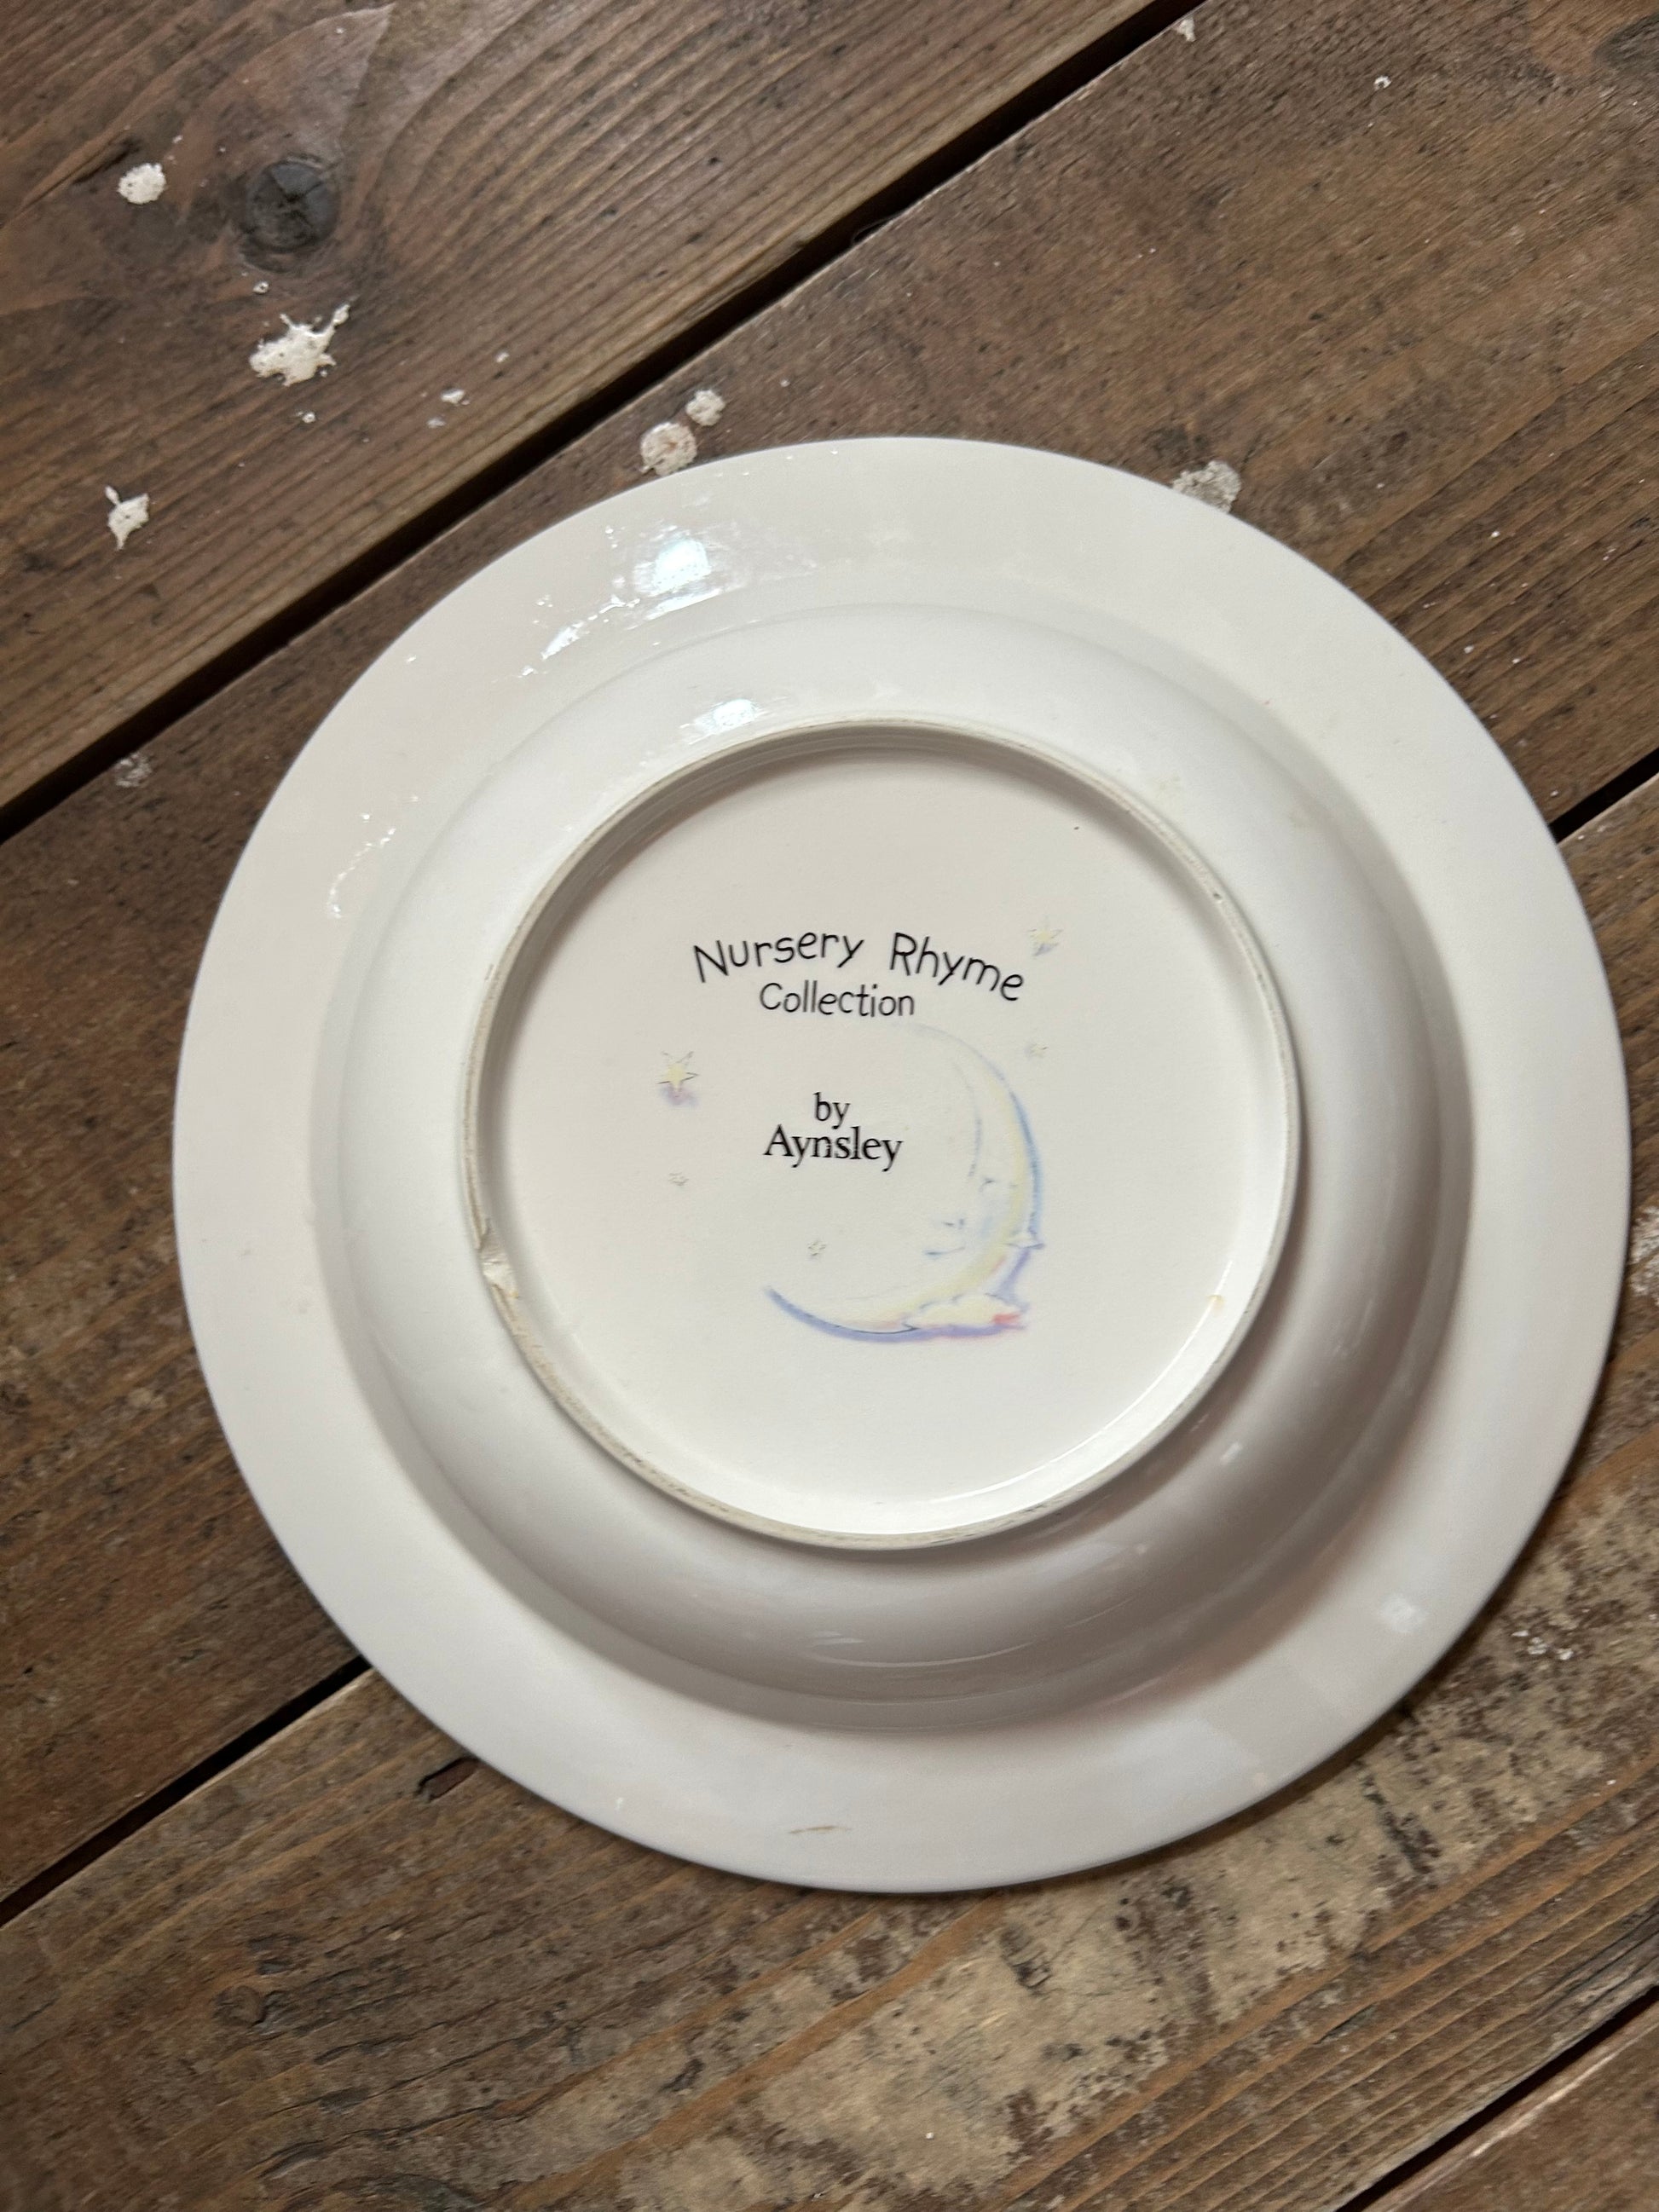 Nursery Rhyme
Collection
by
Aynsley